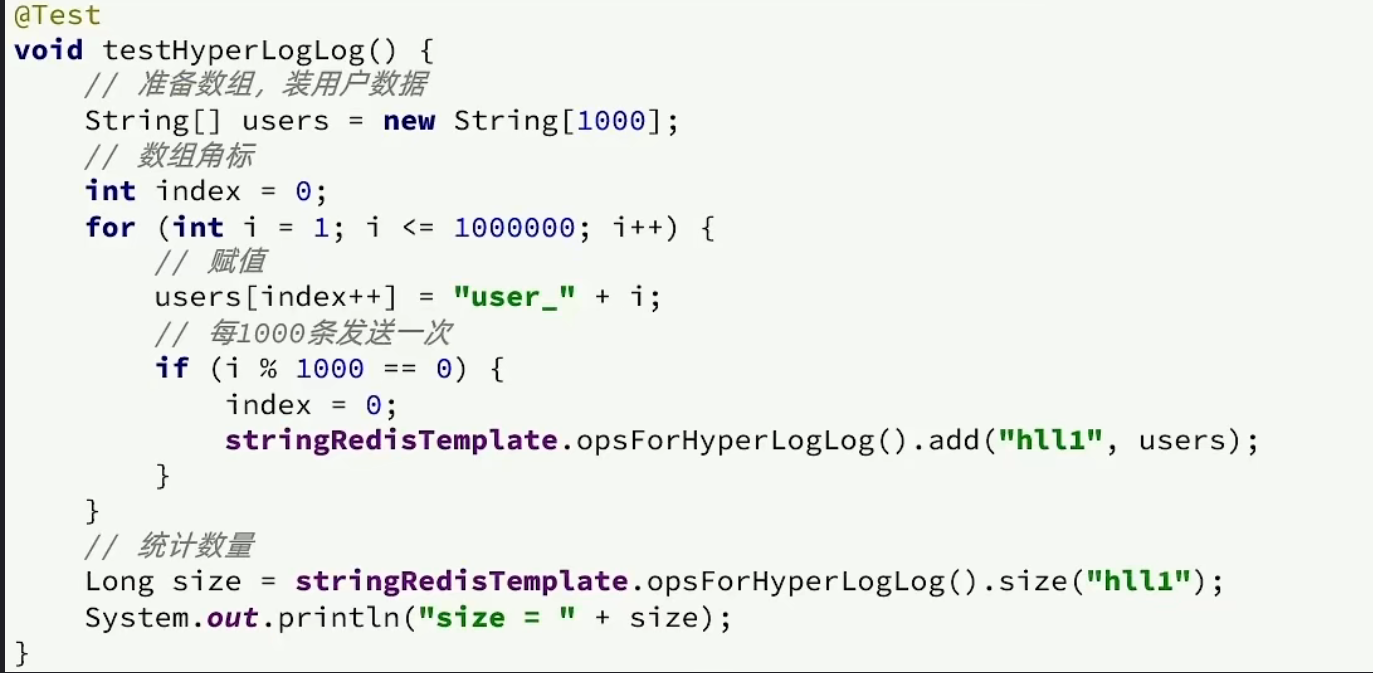 @Test
void testHyperLogLog() {
    // 准备数组，装用户数据
    String[] users = new String[1000];
    // 数组角标
    int index = 0;
    for (int i = 1; i <= 1000000; i++) {
        // 赋值
        users[index++] = "user_" + i;
        // 每1000条发送一次
        if (i % 1000 == 0) {
            index = 0;
            stringRedisTemplate.opsForHyperLogLog().add("hll1", users);
        }
    }
    // 统计数量
    Long size = stringRedisTemplate.opsForHyperLogLog().size("hll1");
    System.out.println("size = " + size);
}